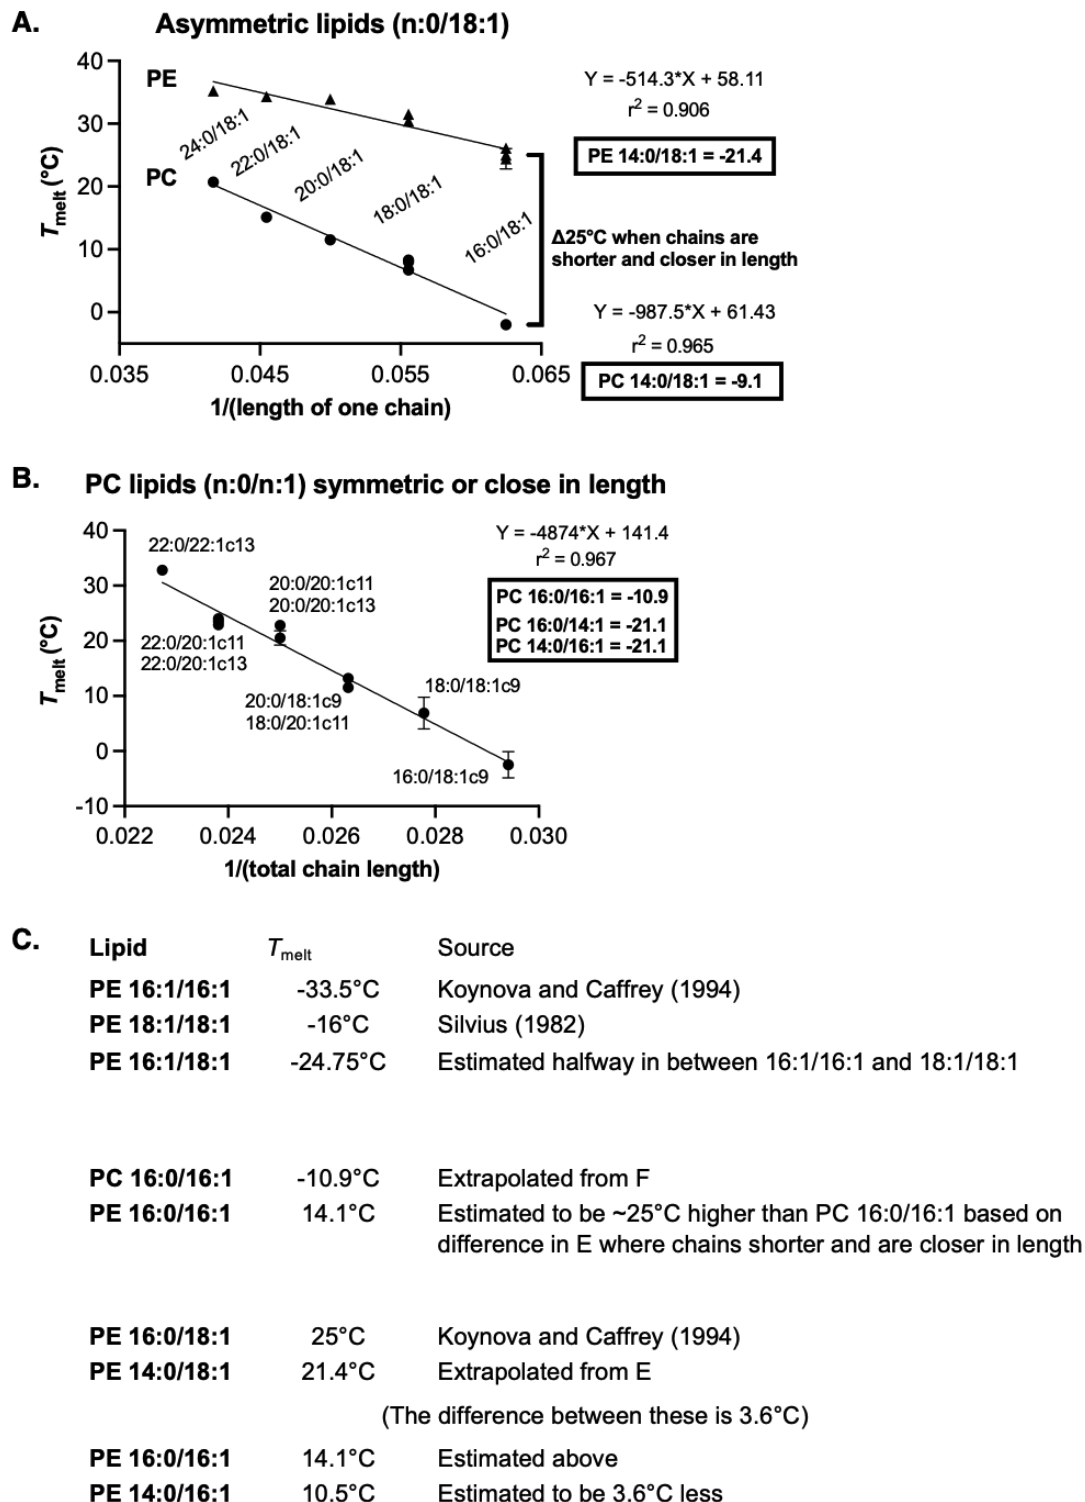 A.
Asymmetric lipids (n:0/18:1)
40
30
20
10
0
Tmelt (°C)
PE
PC
24:0/18:1
22:0/18:1
20:0/18:1
18:0/18:1
16:0/18:1
0.035
0.045
0.055
0.065
1/(length of one chain)
Y = -514.3*X + 58.11
r2 = 0.906
PE 14:0/18:1 = -21.4
Δ25°C when chains are
shorter and closer in length
Y = -987.5*X + 61.43
r2 = 0.965
PC 14:0/18:1 = -9.1
B.
PC lipids (n:0/n:1) symmetric or close in length
40
30
20
10
0
-10
Tmelt (°C)
22:0/22:1c13
20:0/20:1c11
20:0/20:1c13
22:0/20:1c11
22:0/20:1c13
20:0/18:1c9
18:0/20:1c11
18:0/18:1c9
16:0/18:1c9
0.022
0.024
0.026
0.028
0.030
1/(total chain length)
Y = -4874*X + 141.4
r2 = 0.967
PC 16:0/16:1 = -10.9
PC 16:0/14:1 = -21.1
PC 14:0/16:1 = -21.1
C.
Lipid Tmelt Source
PE 16:1/16:1 -33.5°C Koynova and Caffrey (1994)
PE 18:1/18:1 -16°C Silvius (1982)
PE 16:1/18:1 -24.75°C Estimated halfway in between 16:1/16:1 and 18:1/18:1
PC 16:0/16:1 -10.9°C Extrapolated from F
PE 16:0/16:1 14.1°C Estimated to be ~25°C higher than PC 16:0/16:1 based on
difference in E where chains shorter and are closer in length
PE 16:0/18:1 25°C Koynova and Caffrey (1994)
PE 14:0/18:1 21.4°C Extrapolated from E
(The difference between these is 3.6°C)
PE 16:0/16:1 14.1°C Estimated above
PE 14:0/16:1 10.5°C Estimated to be 3.6°C less